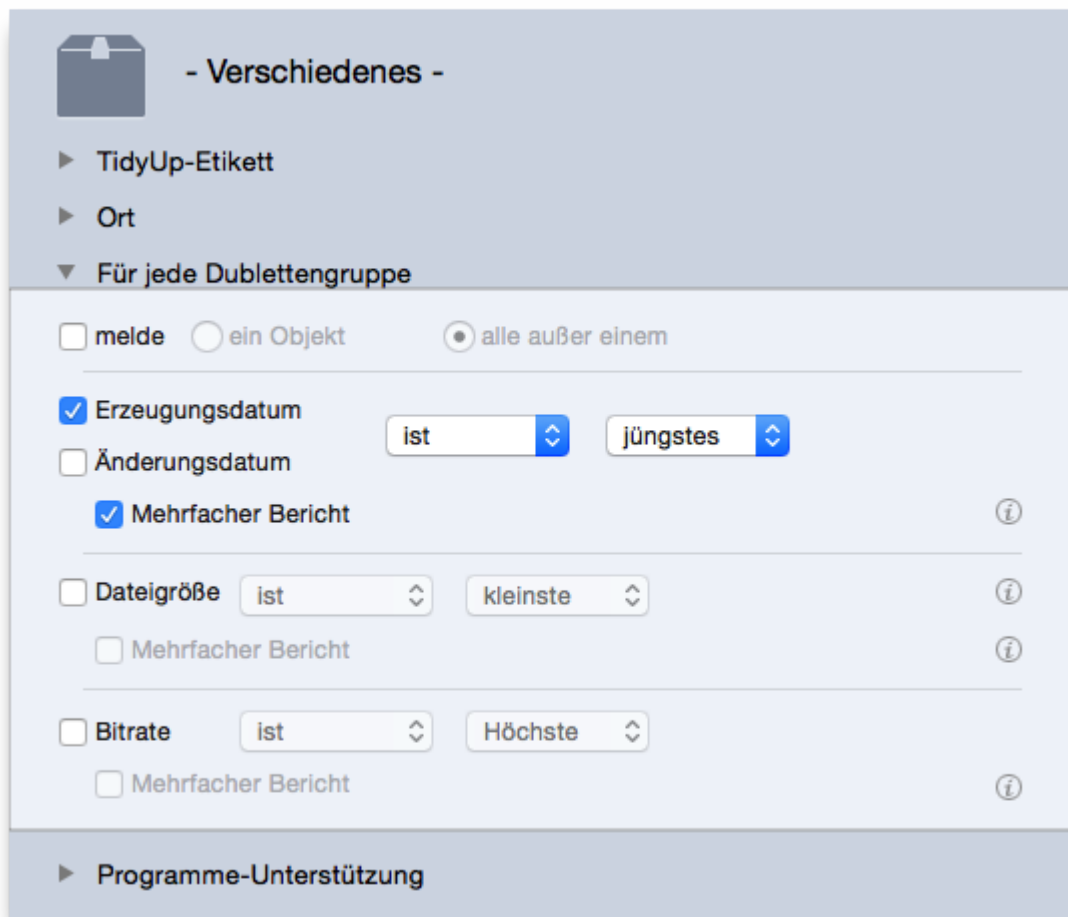 - Verschiedenes -
TidyUp-Etikett
Ort
Für jede Dublettengruppe
melde ein Objekt alle außer einem
Erzeugungsdatum
ist jüngstes
Änderungsdatum
Mehrfacher Bericht
Dateigröße ist kleinste
Mehrfacher Bericht
Bitrate ist Höchste
Mehrfacher Bericht
Programme-Unterstützung